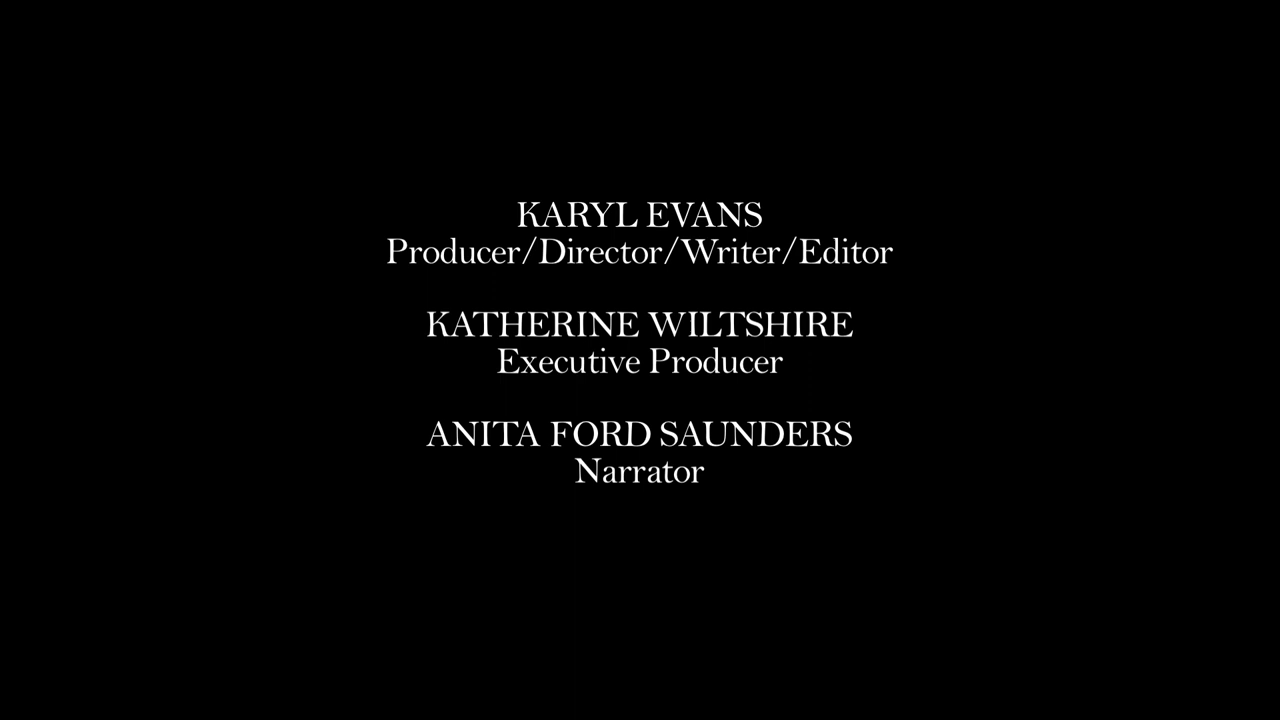 KARYL EVANS
Producer/Director/Writer/Editor
KATHERINE WILTSHIRE
Executive Producer
ANITA FORD SAUNDERS
Narrator